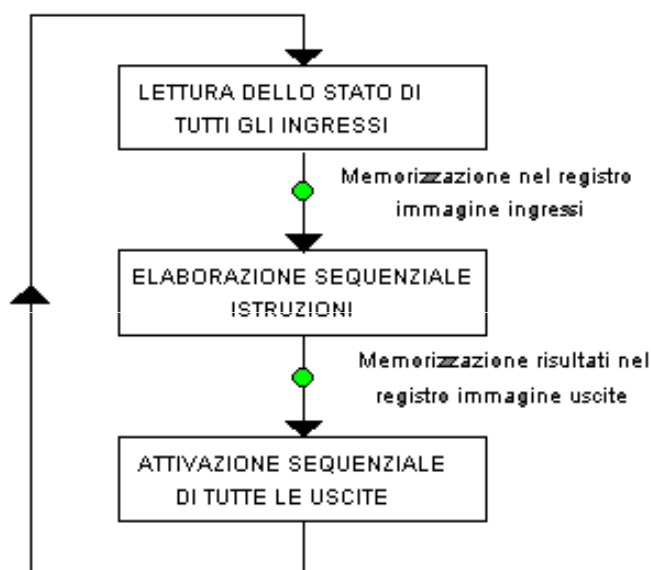 LETTURA DELLO STATO DI
TUTTI GLI INGRESSI
Memorizzazione nel registro
immagine ingressi
ELABORAZIONE SEQUENZIALE
ISTRUZIONI
Memorizzazione risultati nel
registro immagine uscite
ATTIVAZIONE SEQUENZIALE
DI TUTTE LE USCITE